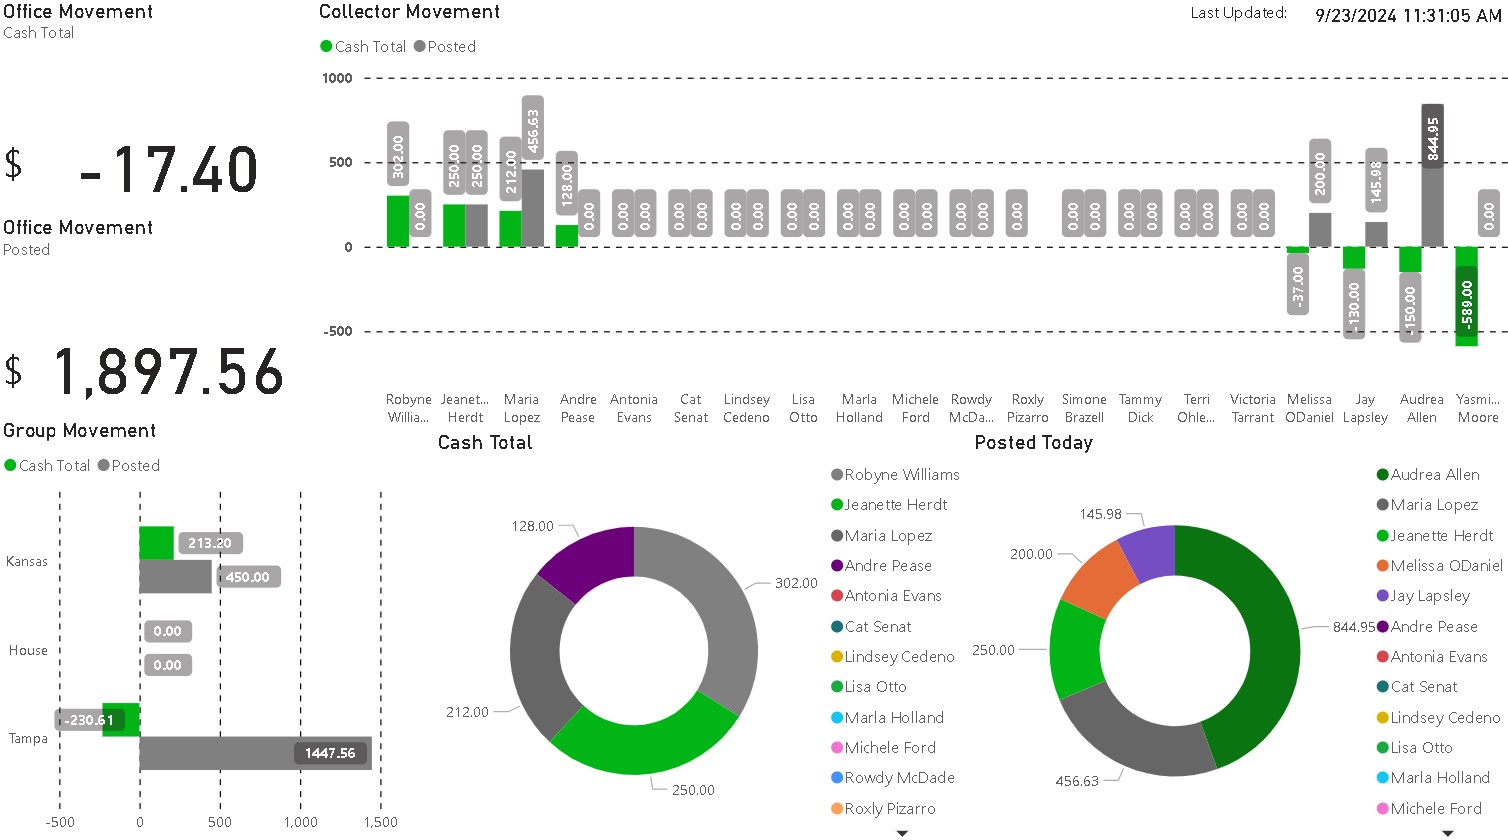 Office Movement
Cash Total
$ -17.40
Office Movement
Posted
$ 1,897.56
Collector Movement
Last Updated: 9/23/2024 11:31:05 AM
Cash Total Posted
1000
500
0
-500
302.00 0.00 250.00 250.00 212.00 456.63 128.00 0.00 0.00 0.00 0.00 0.00 0.00 0.00 0.00 0.00 0.00 0.00 0.00 0.00 0.00 0.00 0.00 0.00 0.00 0.00 0.00 0.00 0.00 0.00 0.00 -37.00 200.00 -130.00 145.98 -150.00 844.95 -589.00 0.00
Robyne Jeanet... Maria Andre Antonia Cat Lindsey Lisa Marla Michele Rowdy Roxly Simone Tammy Terri Victoria Melissa Jay Audrea Yasmi...
Willia... Herdt Lopez Pease Evans Senat Cedeno Otto Holland Ford McDa... Pizarro Brazell Dick Ohle... Tarrant ODaniel Lapsley Allen Moore
Group Movement
Cash Total Posted
Kansas
213.20
450.00
House
0.00
0.00
Tampa
-230.61
1447.56
-500 0 500 1,000 1,500
Cash Total
128.00
302.00
212.00
250.00
Robyne Williams
Jeanette Herdt
Maria Lopez
Andre Pease
Antonia Evans
Cat Senat
Lindsey Cedeno
Lisa Otto
Marla Holland
Michele Ford
Rowdy McDade
Roxly Pizarro
Posted Today
145.98
200.00
844.95
250.00
456.63
Audrea Allen
Maria Lopez
Jeanette Herdt
Melissa ODaniel
Jay Lapsley
Andre Pease
Antonia Evans
Cat Senat
Lindsey Cedeno
Lisa Otto
Marla Holland
Michele Ford